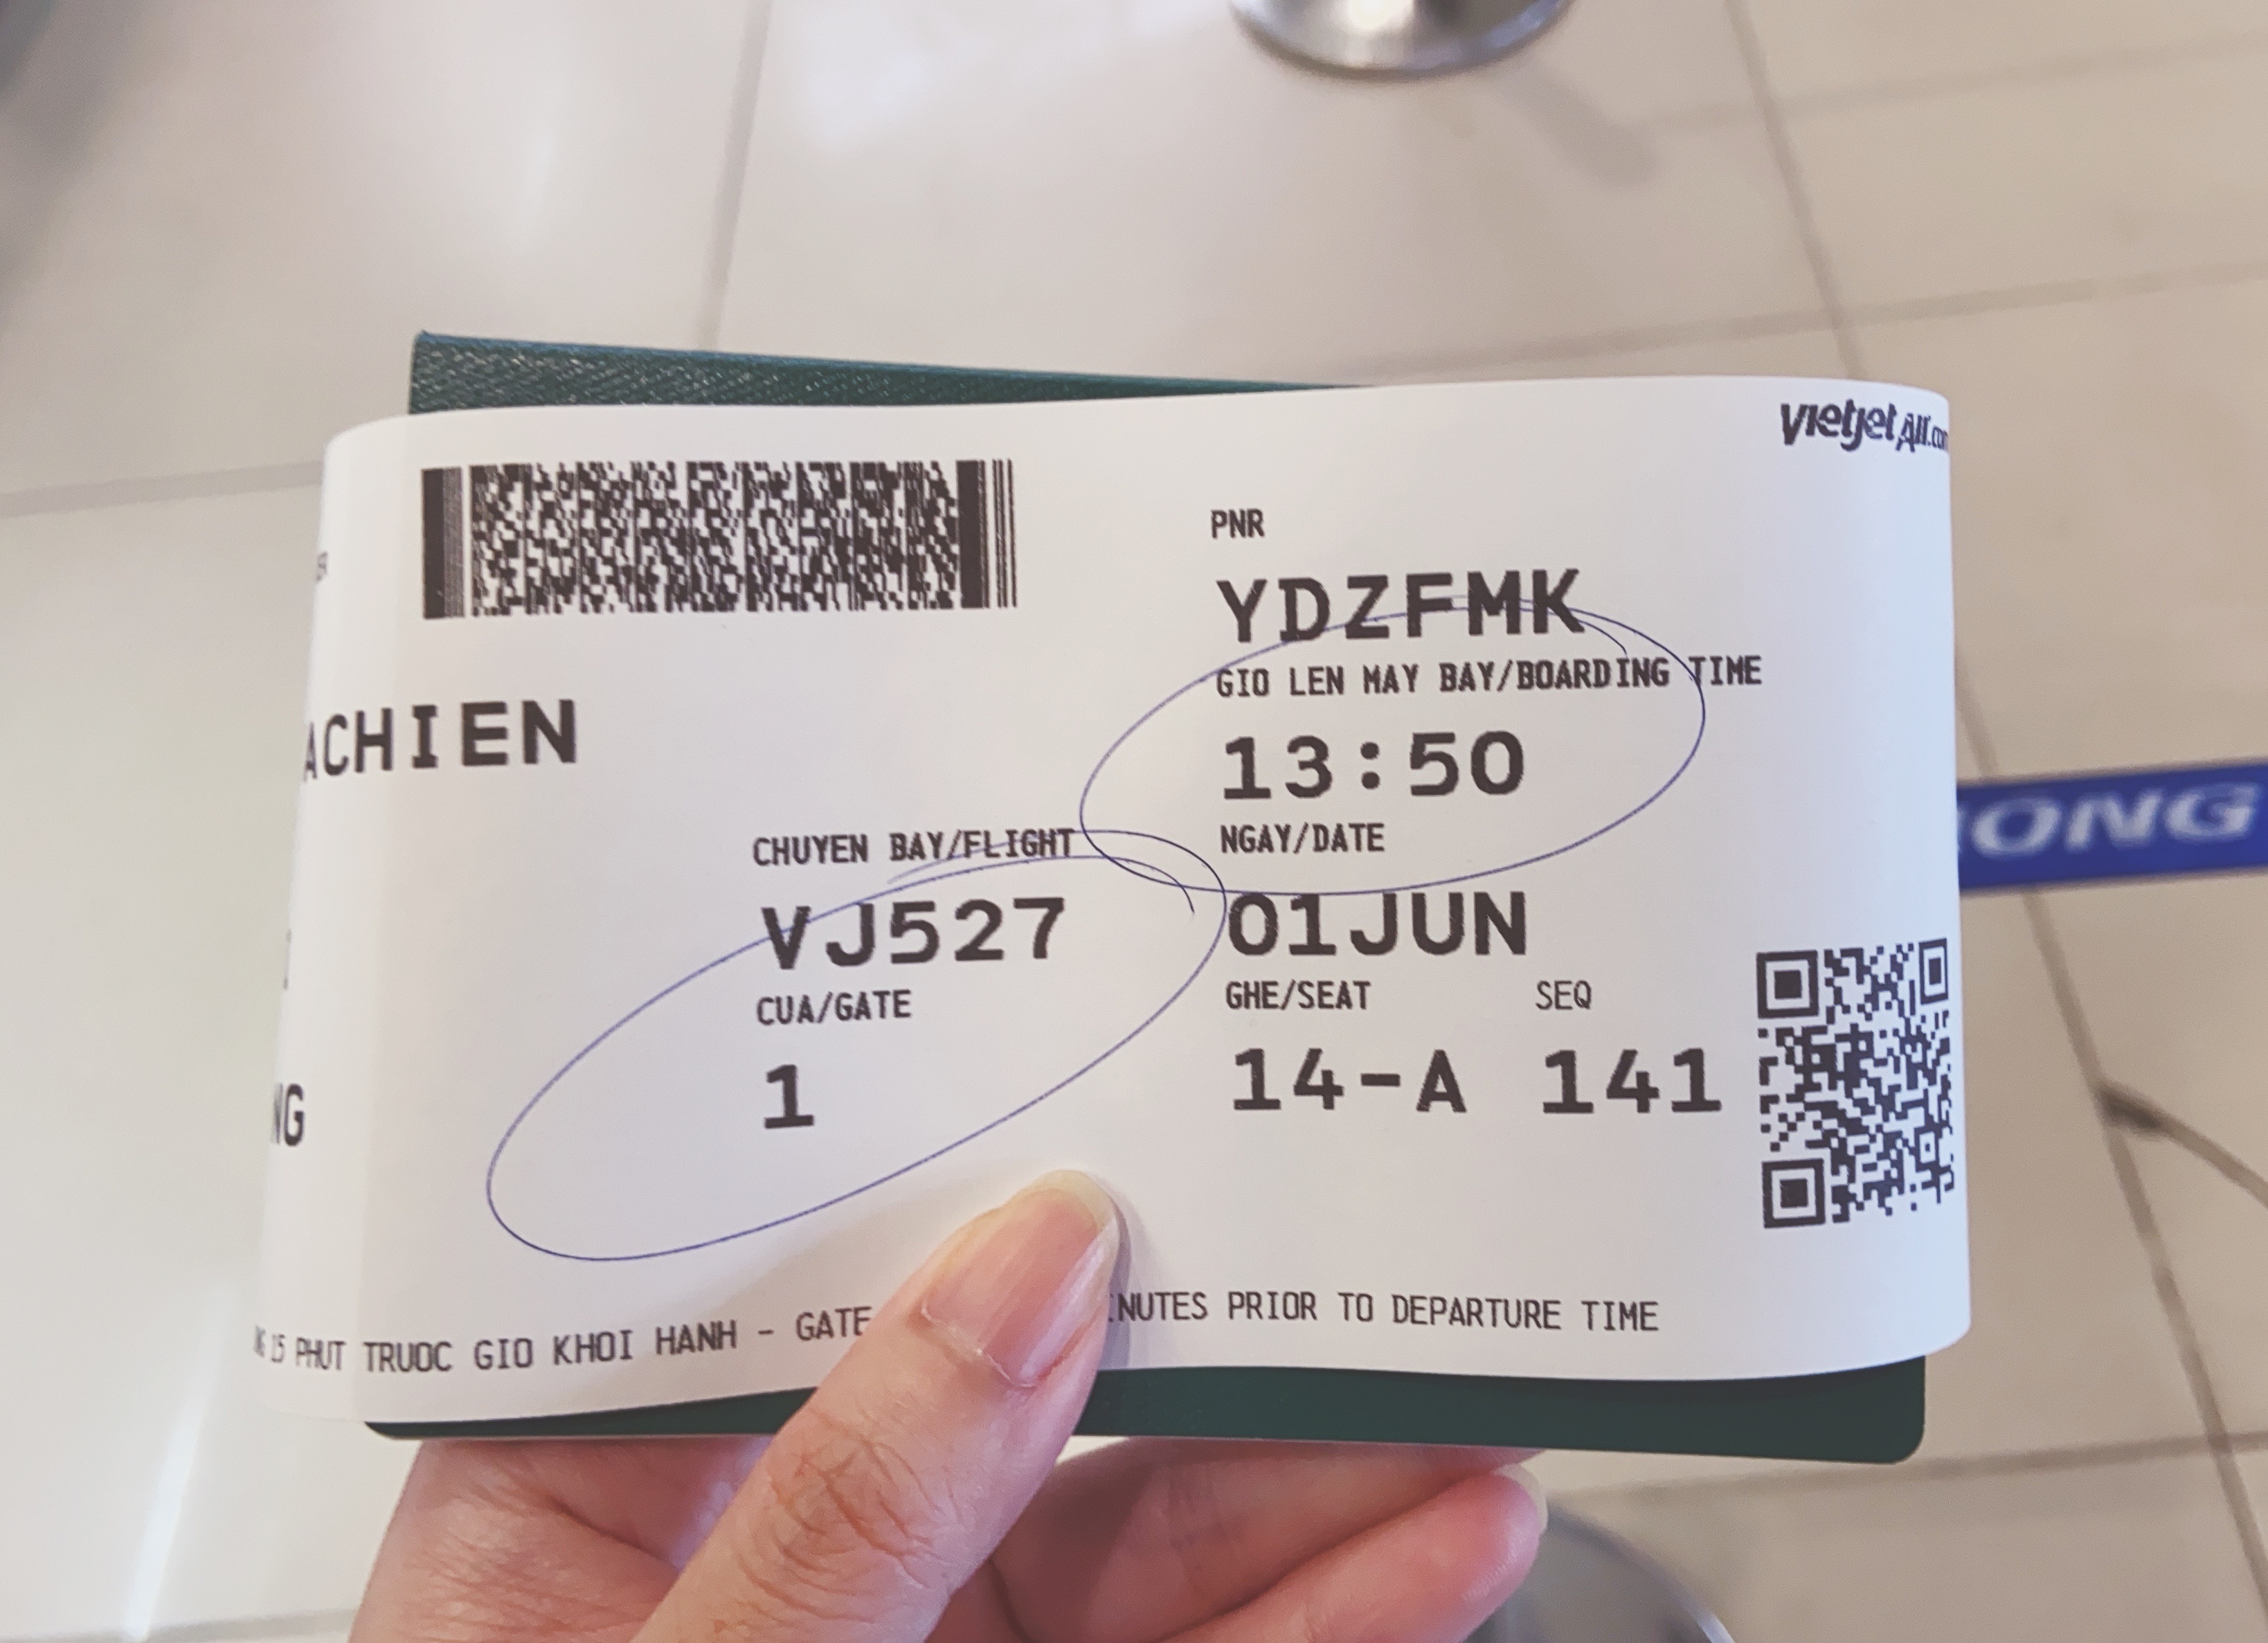 vietjetAir.com
PNR
YDZFMK
GIO LEN MAY BAY/BOARDING TIME
ACHIEN
13:50
CHUYEN BAY/FLIGHT
NGAY/DATE
VJ527
01JUN
CUA/GATE
GHE/SEAT SEQ
1
14-A 141
NG
15 PHUT TRUOC GIO KHOI HANH - GATE NUTES PRIOR TO DEPARTURE TIME
ONG